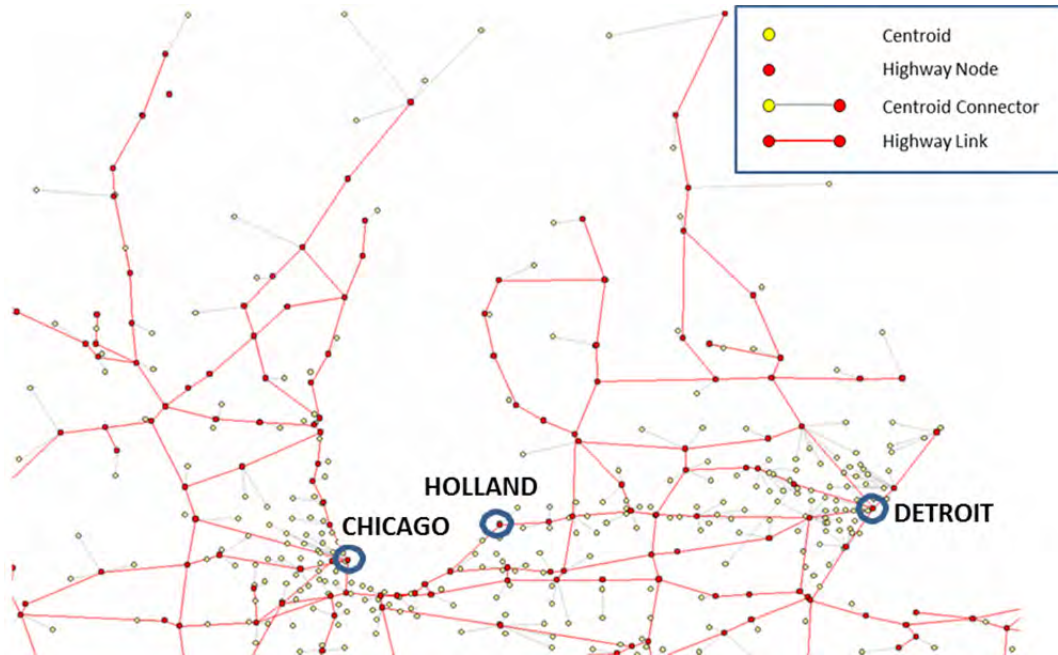 Centroid
Highway Node
Centroid Connector
Highway Link
HOLLAND
CHICAGO
DETROIT